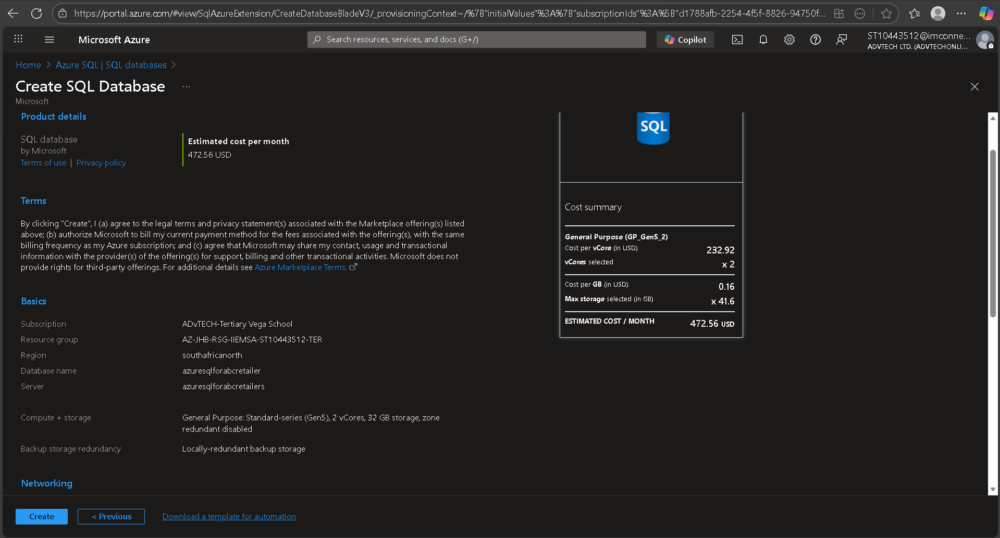 https://portal.azure.com/#view/SqlAzureExtension/CreateDatabaseBladeV3/_provisioningContext~/%7B"initialValues"%3A%7B"subscriptionIds"%3A%5B"d1788afb-2254-4f5f-8826-94750f...
Microsoft Azure
Search resources, services, and docs (G+/)
Copilot
ST10443512@imconne...
ADVTECH LTD. (ADVTECHONLI...
Home > Azure SQL | SQL databases >
Create SQL Database ...
Microsoft
Product details
SQL database
by Microsoft
Terms of use | Privacy policy
Estimated cost per month
472.56 USD
Terms
By clicking "Create", I (a) agree to the legal terms and privacy statement(s) associated with the Marketplace offering(s) listed
above; (b) authorize Microsoft to bill my current payment method for the fees associated with the offering(s), with the same
billing frequency as my Azure subscription; and (c) agree that Microsoft may share my contact, usage and transactional
information with the provider(s) of the offering(s) for support, billing and other transactional activities. Microsoft does not
provide rights for third-party offerings. For additional details see Azure Marketplace Terms.
Basics
Subscription ADvTECH-Tertiary Vega School
Resource group AZ-JHB-RSG-IIEMSA-ST10443512-TER
Region southafricanorth
Database name azuresqlforabcretailer
Server azuresqlforabcretailers
Compute + storage General Purpose: Standard-series (Gen5), 2 vCores, 32 GB storage, zone
redundant disabled
Backup storage redundancy Locally-redundant backup storage
Networking
SQL
Cost summary
General Purpose (GP_Gen5_2)
Cost per vCore (in USD) 232.92
vCores selected x 2
Cost per GB (in USD) 0.16
Max storage selected (in GB) x 41.6
ESTIMATED COST / MONTH 472.56 USD
Create
< Previous
Download a template for automation